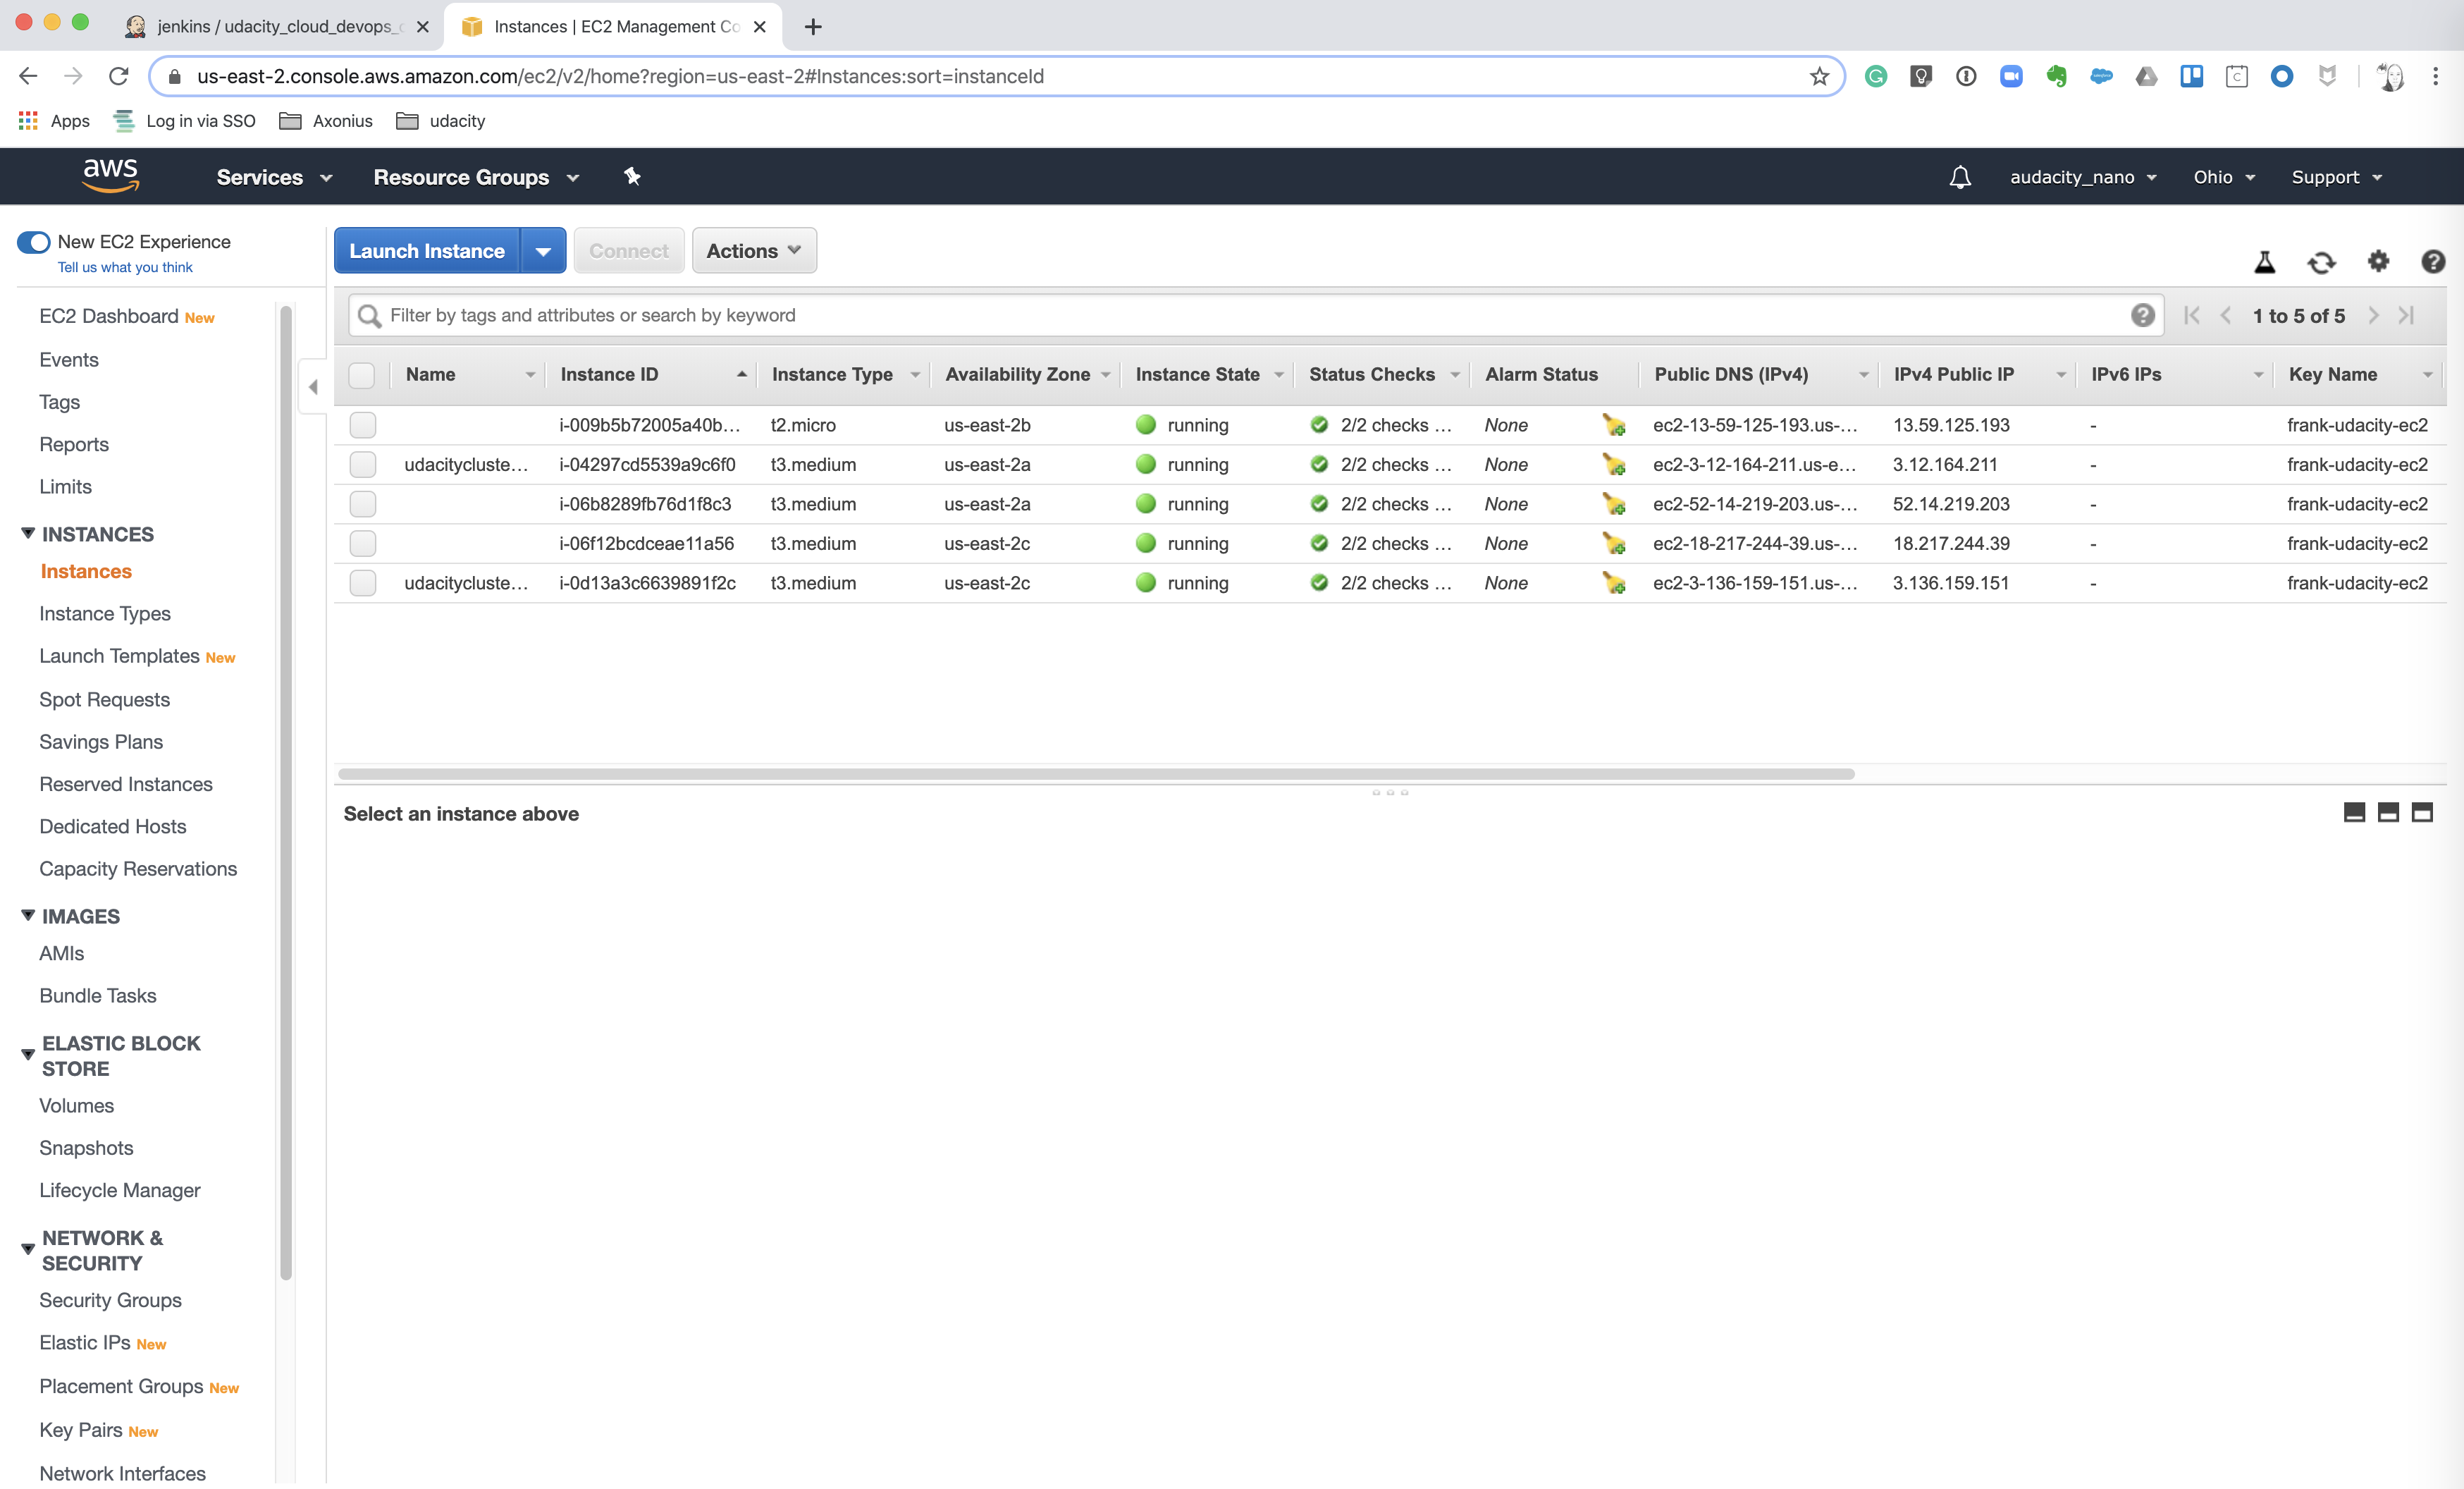 jenkins / udacity_cloud_devops_
Instances | EC2 Management Co
us-east-2.console.aws.amazon.com/ec2/v2/home?region=us-east-2#Instances:sort=instanceId
Apps Log in via SSO Axonius udacity
aws Services Resource Groups audacity_nano Ohio Support
New EC2 Experience
Tell us what you think
EC2 Dashboard New
Events
Tags
Reports
Limits
INSTANCES
Instances
Instance Types
Launch Templates New
Spot Requests
Savings Plans
Reserved Instances
Dedicated Hosts
Capacity Reservations
IMAGES
AMIs
Bundle Tasks
ELASTIC BLOCK
STORE
Volumes
Snapshots
Lifecycle Manager
NETWORK &
SECURITY
Security Groups
Elastic IPs New
Placement Groups New
Key Pairs New
Network Interfaces
Launch Instance Connect Actions
Filter by tags and attributes or search by keyword
1 to 5 of 5
Name Instance ID Instance Type Availability Zone Instance State Status Checks Alarm Status Public DNS (IPv4) IPv4 Public IP IPv6 IPs Key Name
i-009b5b72005a40b... t2.micro us-east-2b running 2/2 checks ... None ec2-13-59-125-193.us-... 13.59.125.193 - frank-udacity-ec2
udacitycluste... i-04297cd5539a9c6f0 t3.medium us-east-2a running 2/2 checks ... None ec2-3-12-164-211.us-e... 3.12.164.211 - frank-udacity-ec2
i-06b8289fb76d1f8c3 t3.medium us-east-2a running 2/2 checks ... None ec2-52-14-219-203.us-... 52.14.219.203 - frank-udacity-ec2
i-06f12bcdceae11a56 t3.medium us-east-2c running 2/2 checks ... None ec2-18-217-244-39.us-... 18.217.244.39 - frank-udacity-ec2
udacitycluste... i-0d13a3c6639891f2c t3.medium us-east-2c running 2/2 checks ... None ec2-3-136-159-151.us-... 3.136.159.151 - frank-udacity-ec2
Select an instance above